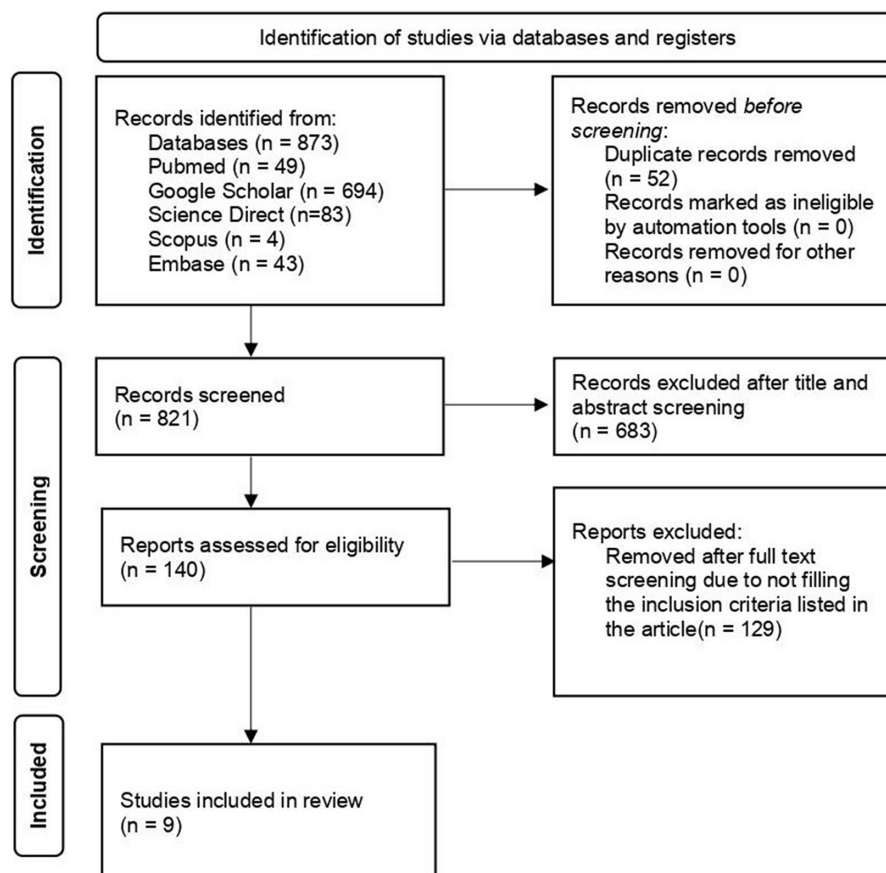 Identification of studies via databases and registers
Identification
Records identified from:
Databases (n = 873)
Pubmed = 49)
Google Scholar (n = 694)
Science Direct (n=83)
Scopus (n = 4)
Embase (n = 43)
Records removed before
screening:
Duplicate records removed
(n = 52)
Records marked as ineligible
by automation tools (n = 0)
Records removed for other
reasons (n = 0)
Screening
Records screened
(n = 821)
Records excluded after title and
abstract screening
(n = 683)
Reports assessed for eligibility
(n = 140)
Reports excluded:
Removed after full text
screening due to not filling
the inclusion criteria listed in
the article(n = 129)
Included
Studies included in review
(n = 9)